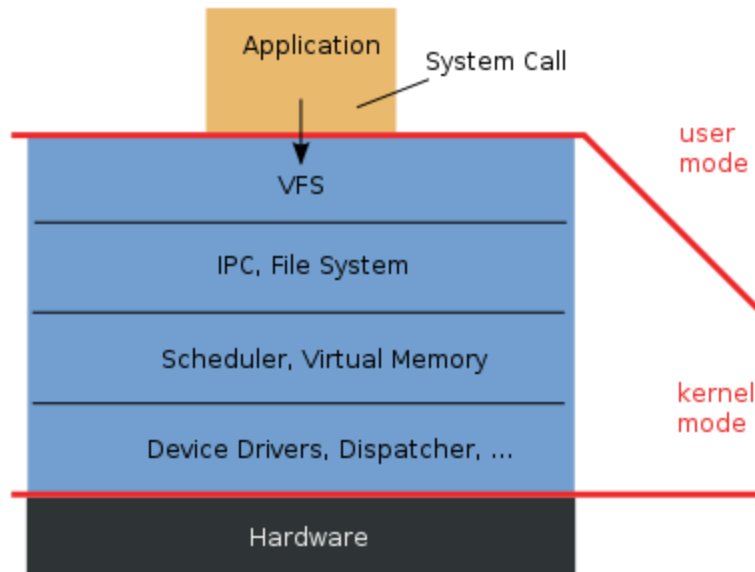 Application
System Call
user
mode
VFS
IPC, File System
Scheduler, Virtual Memory
kernel
mode
Device Drivers, Dispatcher, ...
Hardware